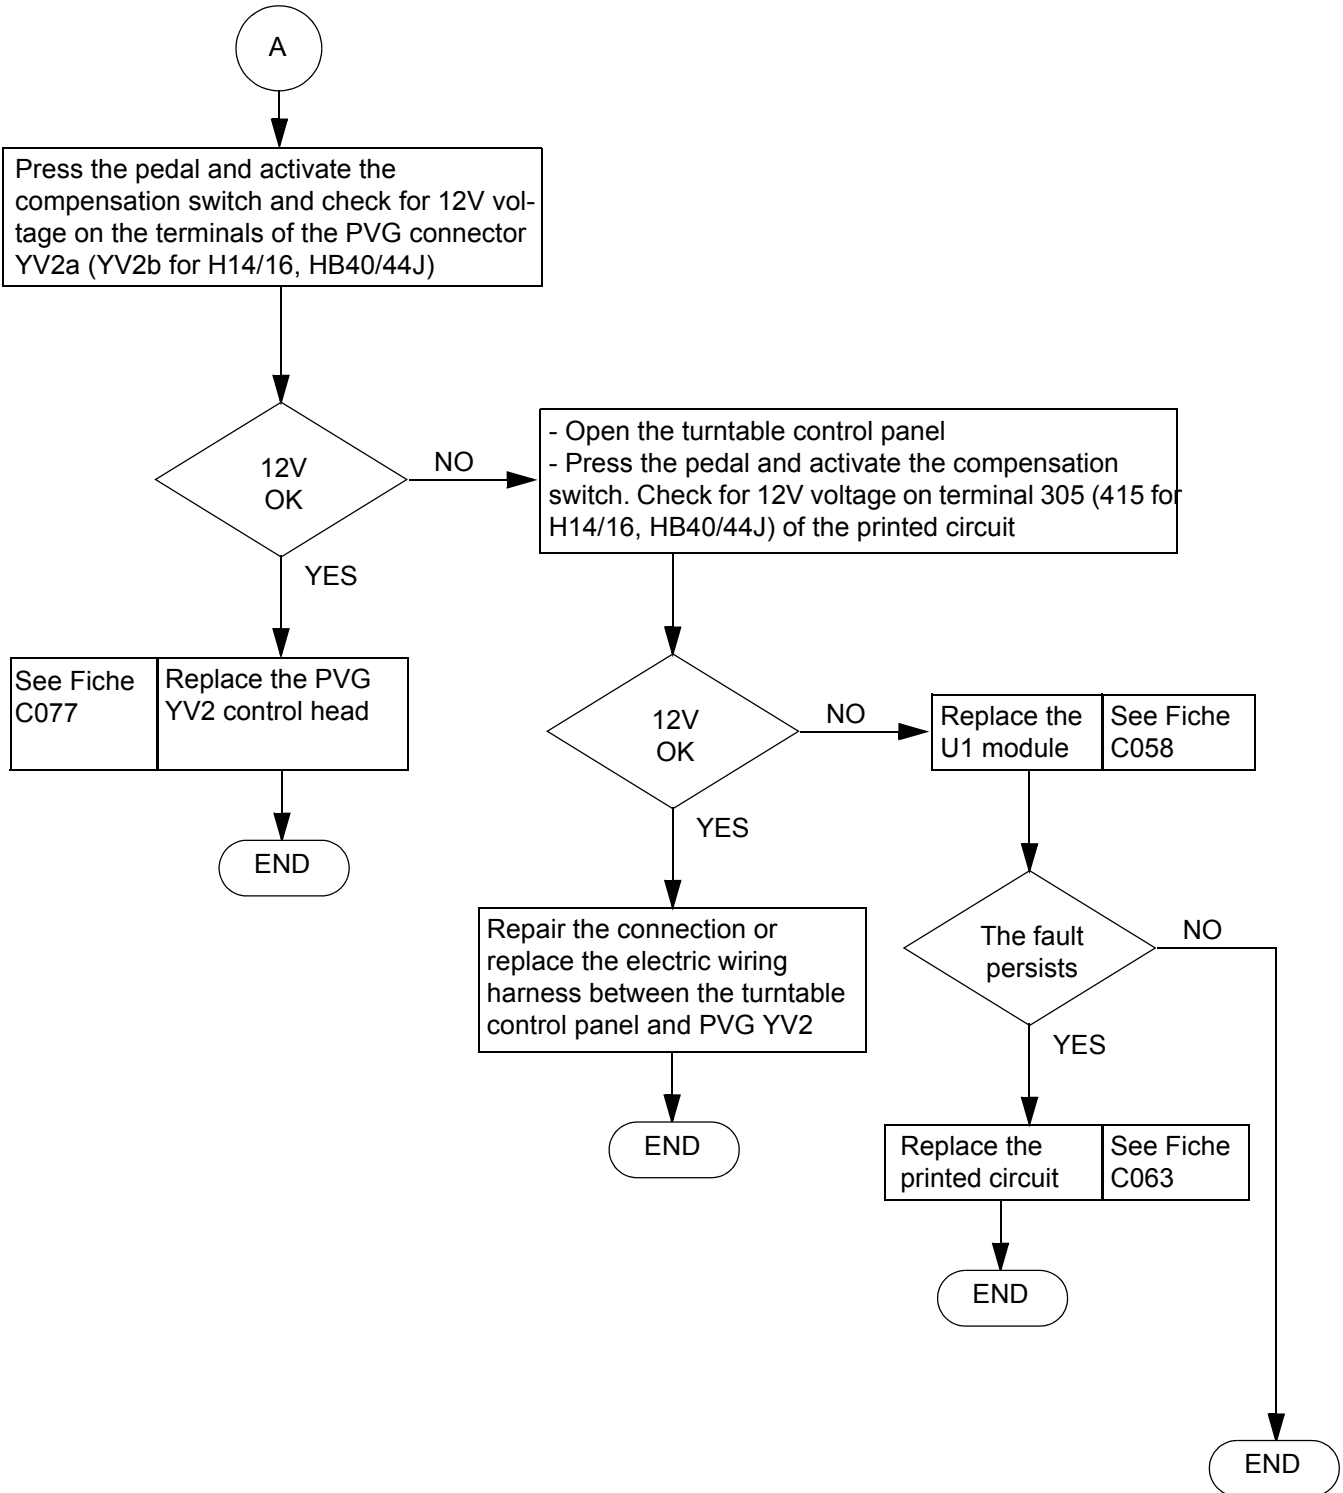 A
Press the pedal and activate the
compensation switch and check for 12V vol-
tage on the terminals of the PVG connector
YV2a (YV2b for H14/16, HB40/44J)
12V
OK
NO
YES
- Open the turntable control panel
- Press the pedal and activate the compensation
switch. Check for 12V voltage on terminal 305 (415 for
H14/16, HB40/44J) of the printed circuit
See Fiche
C077
Replace the PVG
YV2 control head
END
12V
OK
NO
YES
Replace the
U1 module
See Fiche
C058
Repair the connection or
replace the electric wiring
harness between the turntable
control panel and PVG YV2
END
The fault
persists
NO
YES
Replace the
printed circuit
See Fiche
C063
END
END